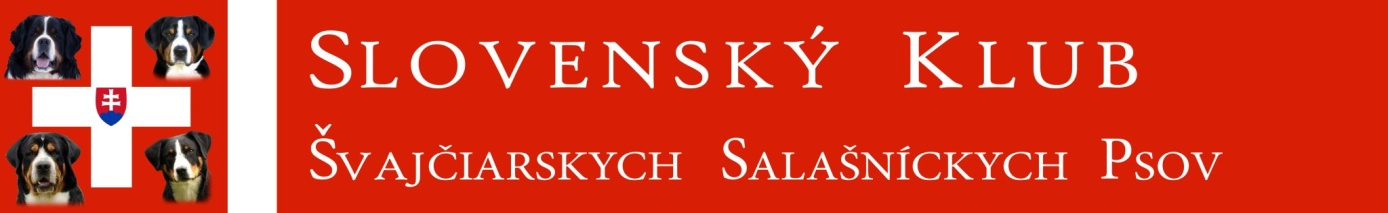 Slovenský Klub
Švajčiarskych Salašníckych Psov